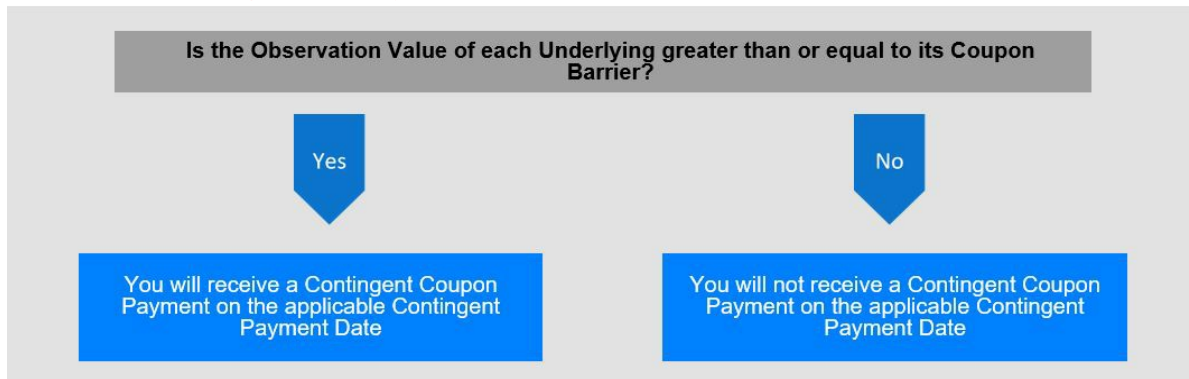 Is the Observation Value of each Underlying greater than or equal to its Coupon
Barrier?
Yes
No
You will receive a Contingent Coupon
Payment on the applicable Contingent
Payment Date
You will not receive a Contingent Coupon
Payment on the applicable Contingent
Payment Date